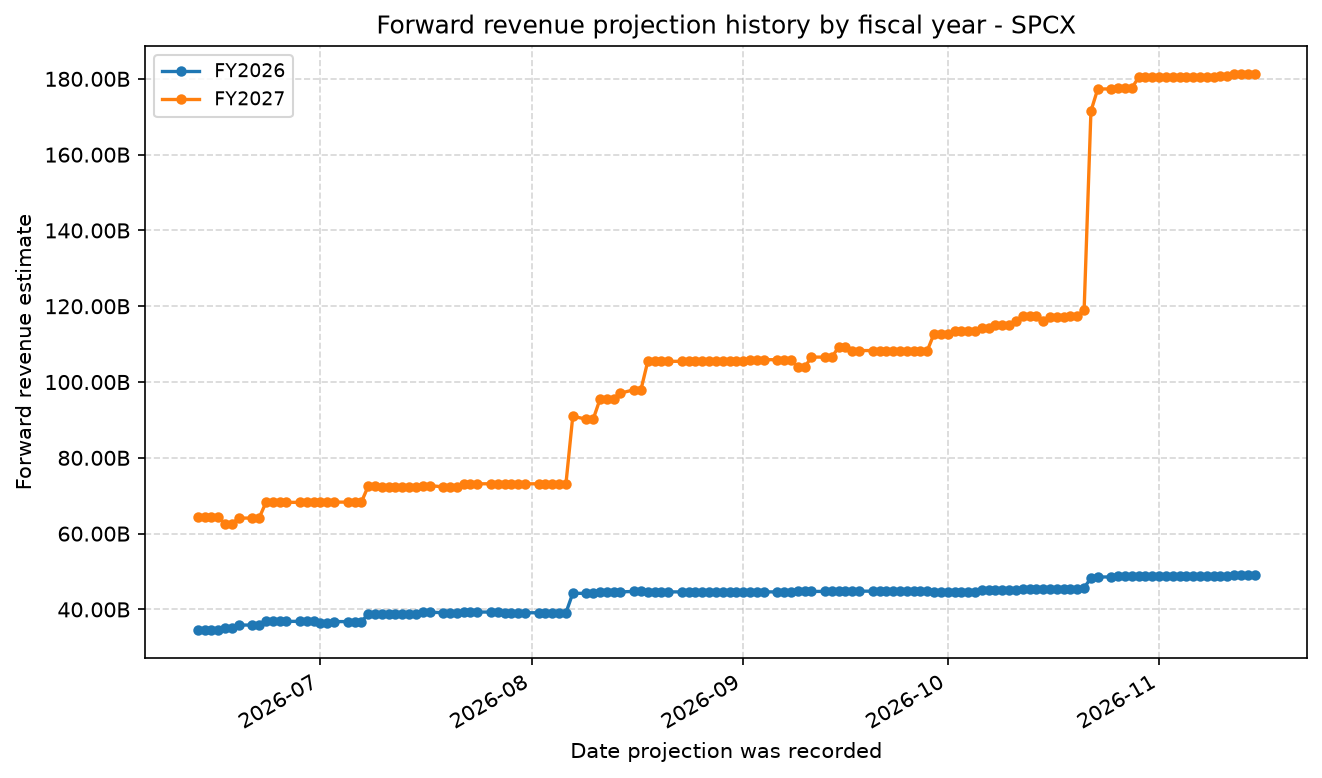 Forward revenue projection history by fiscal year - SPCX
FY2026
FY2027
180.00B
160.00B
140.00B
120.00B
100.00B
80.00B
60.00B
40.00B
Forward revenue estimate
2026-07
2026-08
2026-09
2026-10
2026-11
Date projection was recorded